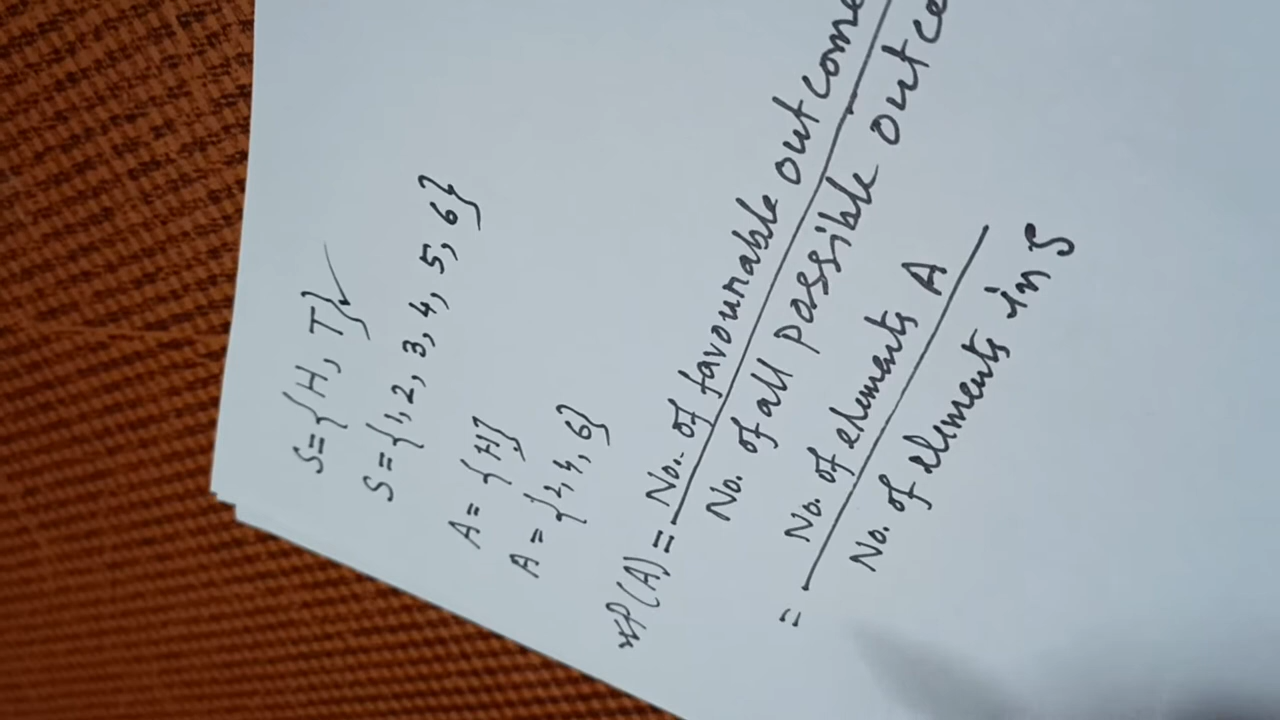 S={H, T}✓
S={1, 2, 3, 4, 5, 6}
A = {H}
A = {2, 4, 6}
*P(A) = No. of favourable outcome
No. of all possible outco
= No. of elements A
No. of elements in S